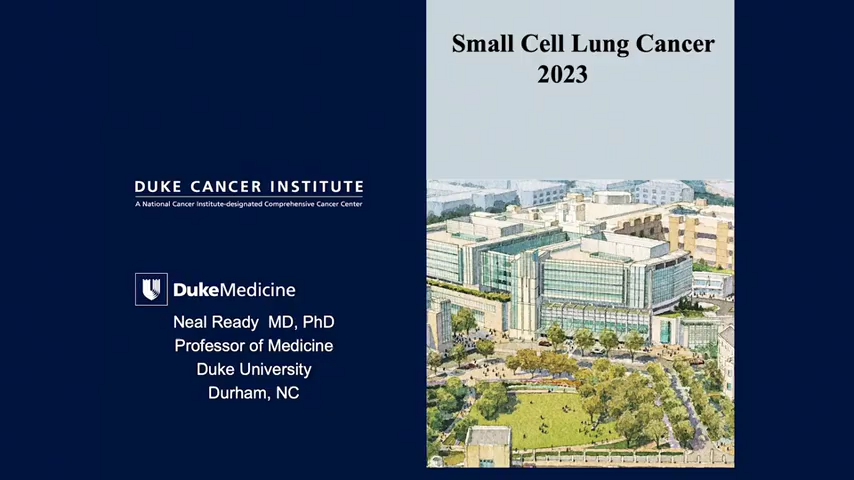 Small Cell Lung Cancer
2023
DUKE CANCER INSTITUTE
A National Cancer Institute-designated Comprehensive Cancer Center
DukeMedicine
Neal Ready MD, PhD
Professor of Medicine
Duke University
Durham, NC